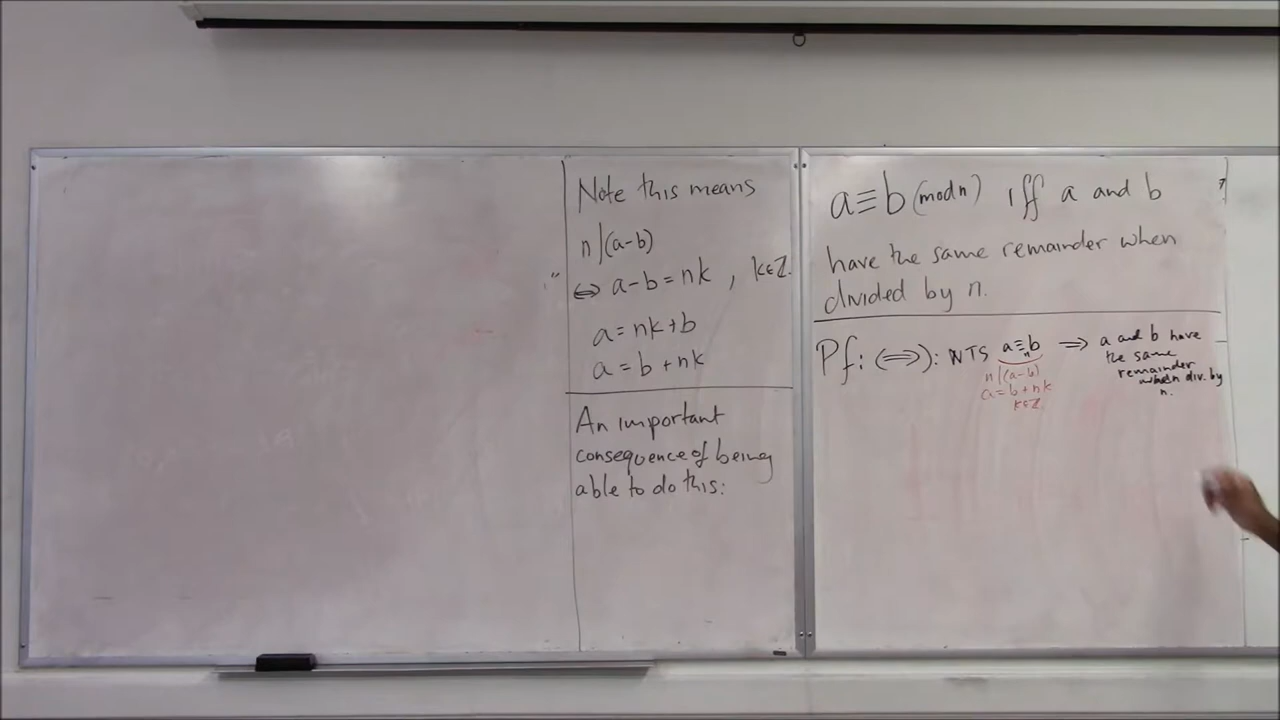 Note this means
n|(a-b)
⇔ a-b = nk , k∈ℤ.
a = nk+b
a = b + nk
An important
consequence of being
able to do this:
a≡b (mod n) iff a and b
have the same remainder when
divided by n.
Pf: (⟹): NTS a≡b ⟹ a and b have
n
the same
remainder
when div. by
n.
n|(a-b)
a = b + nk
k∈ℤ